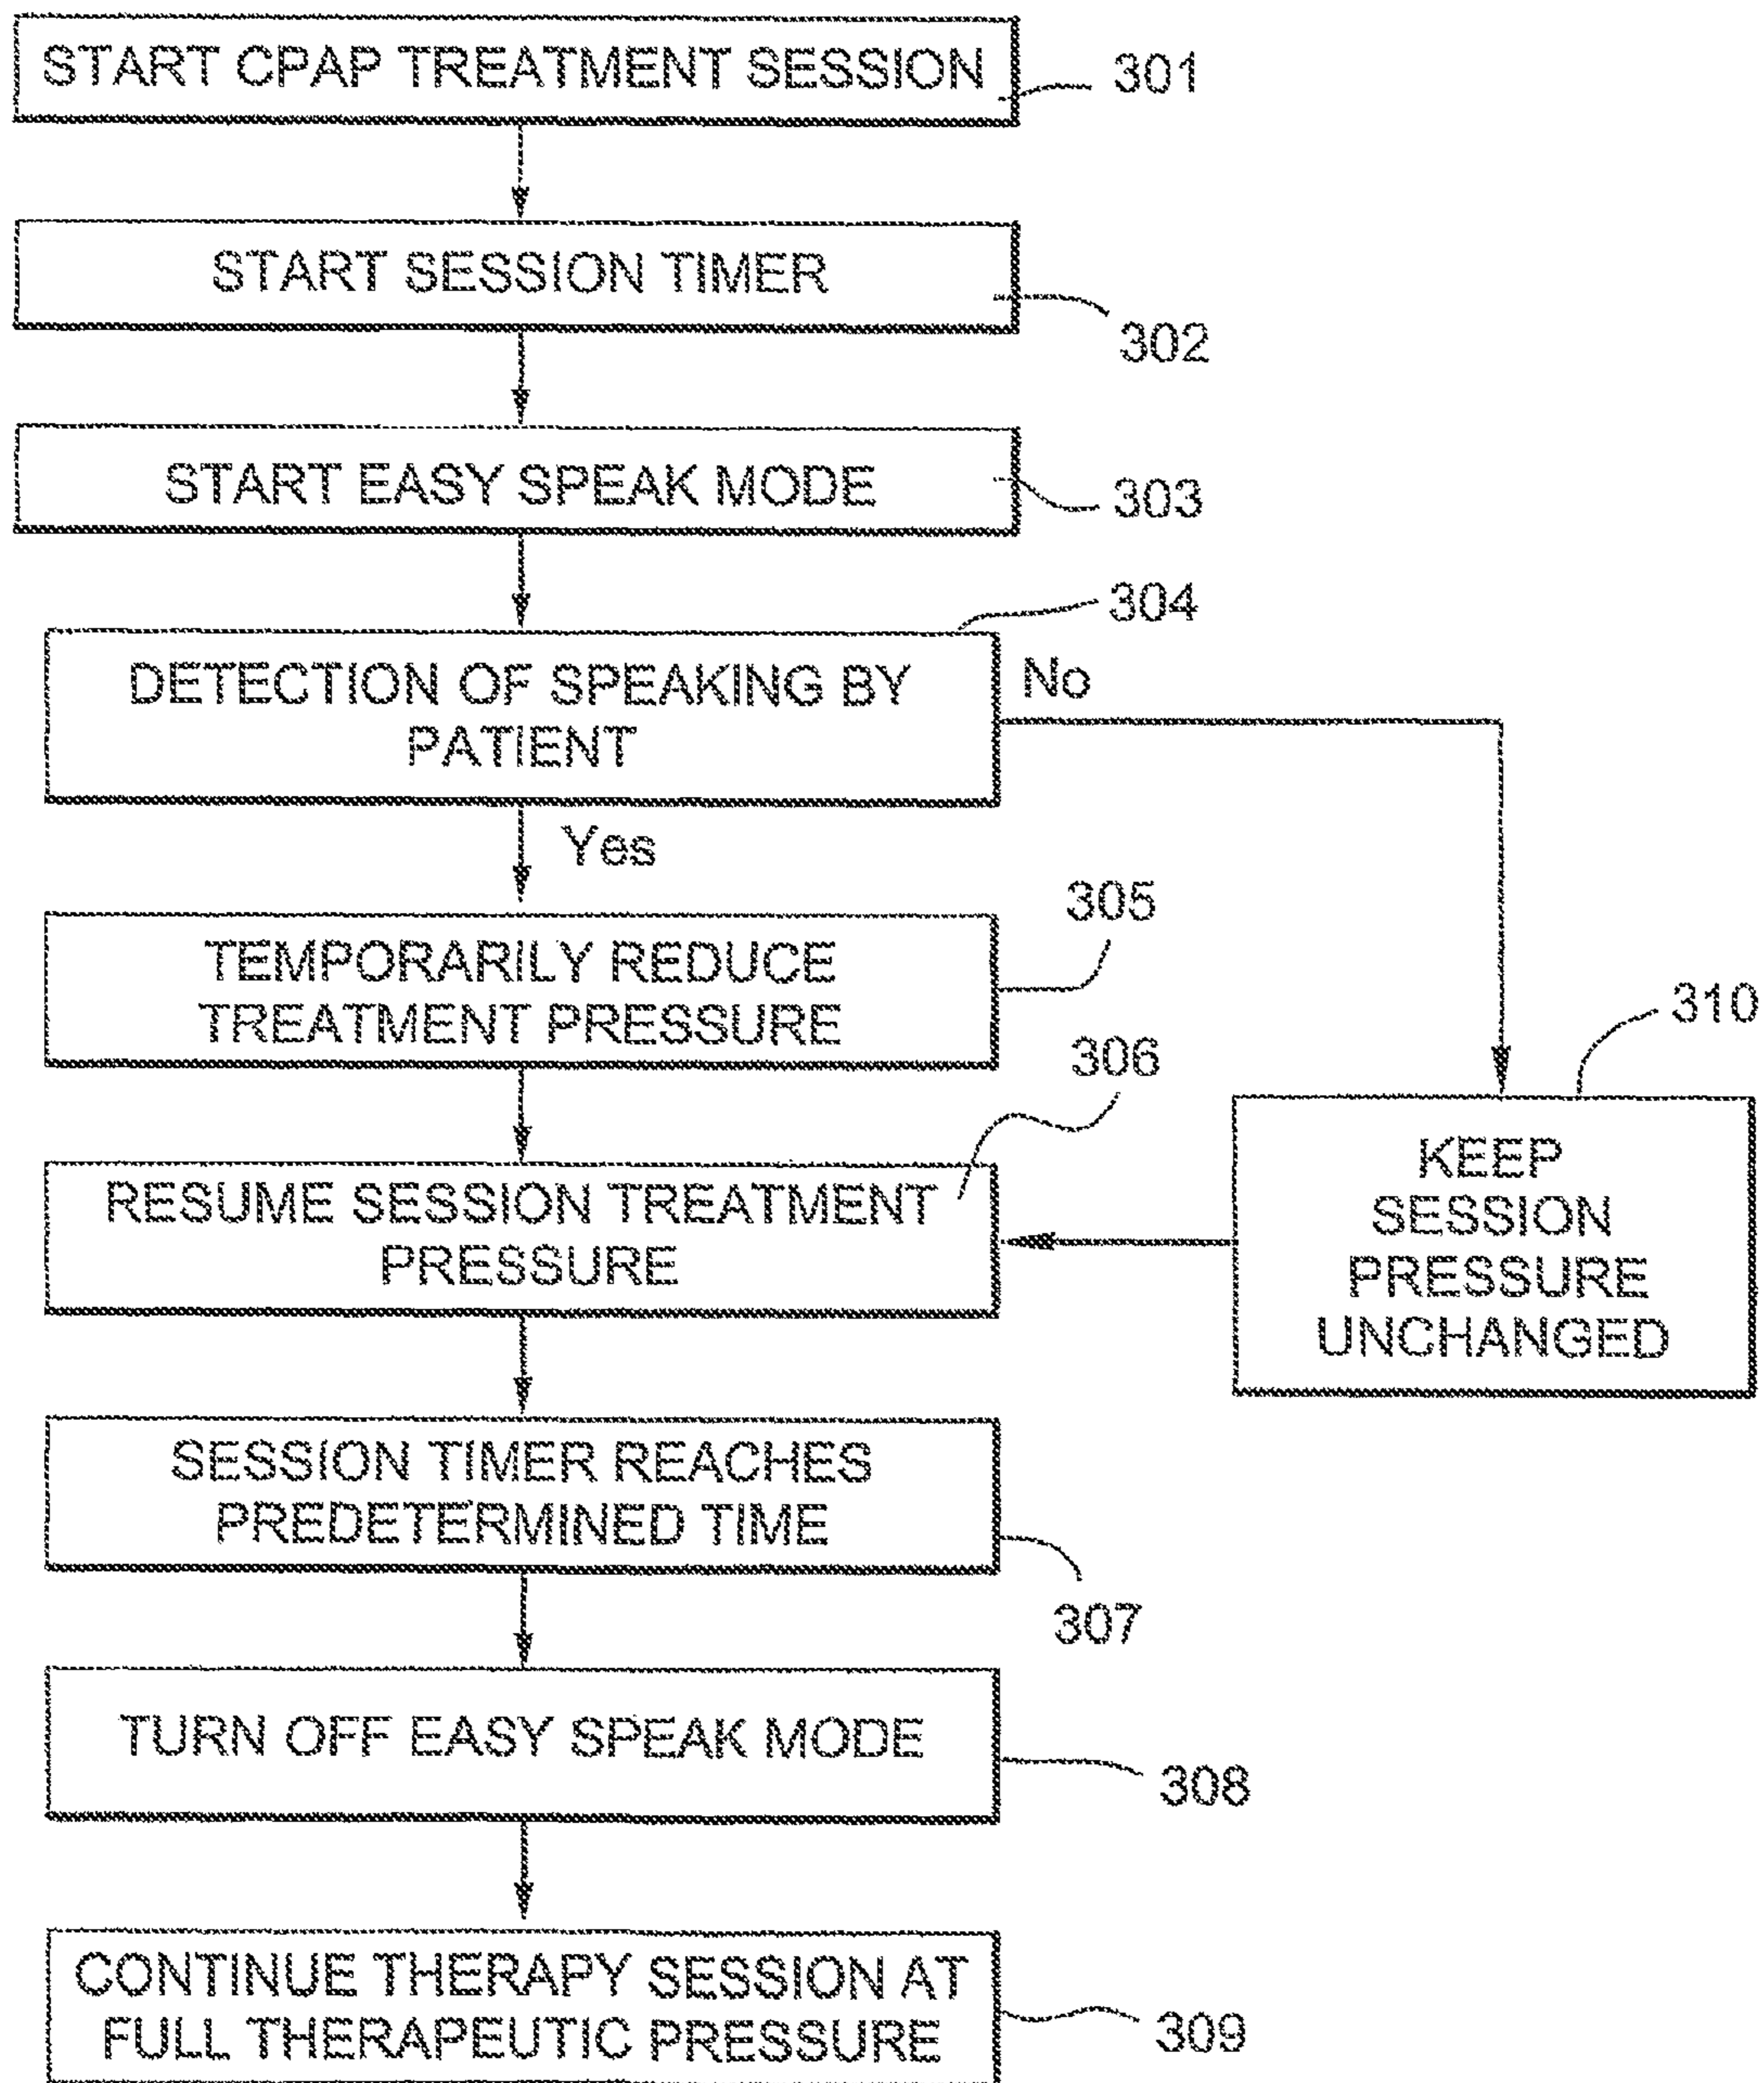 START CPAP TREATMENT SESSION
301
START SESSION TIMER
302
START EASY SPEAK MODE
303
304
DETECTION OF SPEAKING BY
PATIENT
No
Yes
305
TEMPORARILY REDUCE
TREATMENT PRESSURE
306
310
RESUME SESSION TREATMENT
PRESSURE
KEEP
SESSION
PRESSURE
UNCHANGED
SESSION TIMER REACHES
PREDETERMINED TIME
307
TURN OFF EASY SPEAK MODE
308
CONTINUE THERAPY SESSION AT
FULL THERAPEUTIC PRESSURE
309